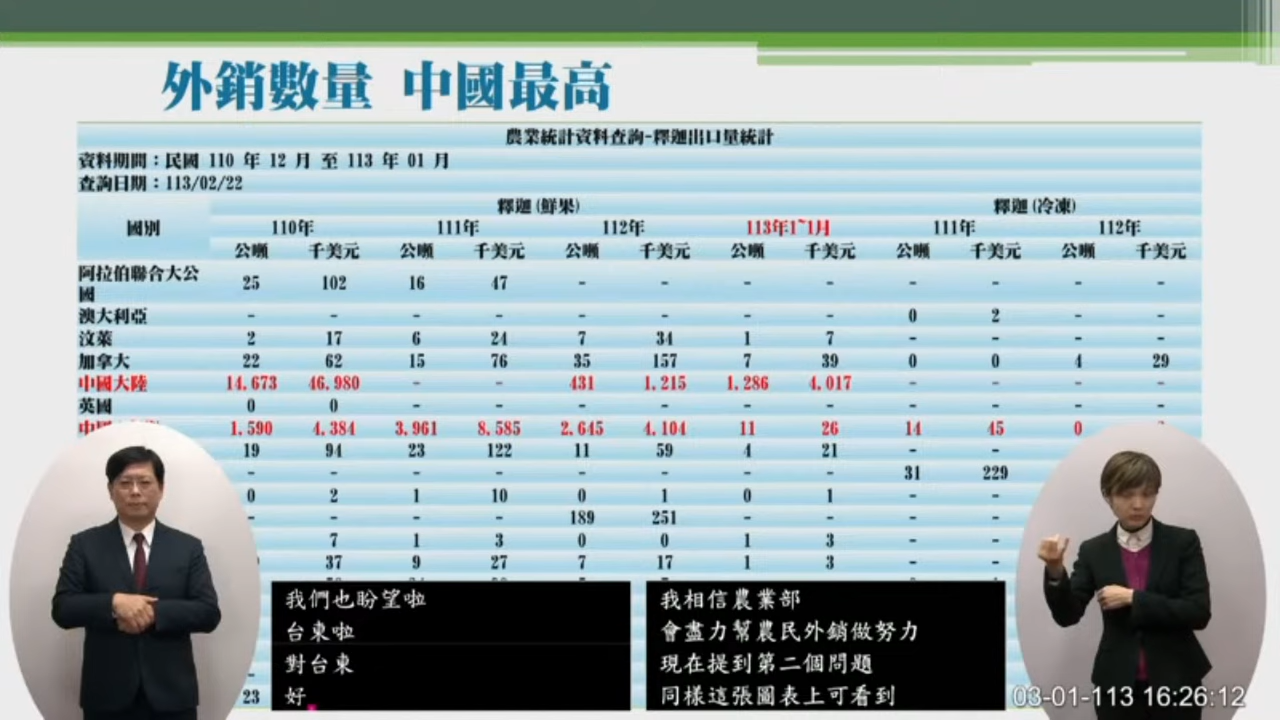 外銷數量 中國最高
農業統計資料查詢-釋迦出口量統計
資料期間：民國 110 年 12 月 至 113 年 01 月
查詢日期：113/02/22
國別 釋迦(鮮果) 釋迦(冷凍)
110年 111年 112年 113年1~1月 111年 112年
公噸 千美元 公噸 千美元 公噸 千美元 公噸 千美元 公噸 千美元 公噸 千美元
阿拉伯聯合大公國 25 102 16 47 - - - - - - - -
澳大利亞 - - - - - - - - 0 2 - -
汶萊 2 17 6 24 7 34 1 7 - - - -
加拿大 22 62 15 76 35 157 7 39 0 0 4 29
中國大陸 14,673 46,980 - - 431 1,215 1,286 4,017 - - - -
英國 0 0 - - - - - - - - - -
中國 1,590 4,384 3,961 8,585 2,645 4,104 11 26 14 45 0
19 94 23 122 11 59 4 21 - - -
- - - - - - - - 31 229
0 2 1 10 0 1 0 1 - -
- - - - 189 251 - - - -
7 1 3 0 0 1 3 - -
37 9 27 7 17 1 3 - -
23
我們也盼望啦
台東啦
對台東
好
我相信農業部
會盡力幫農民外銷做努力
現在提到第二個問題
同樣這張圖表上可看到
03-01-113 16:26:12